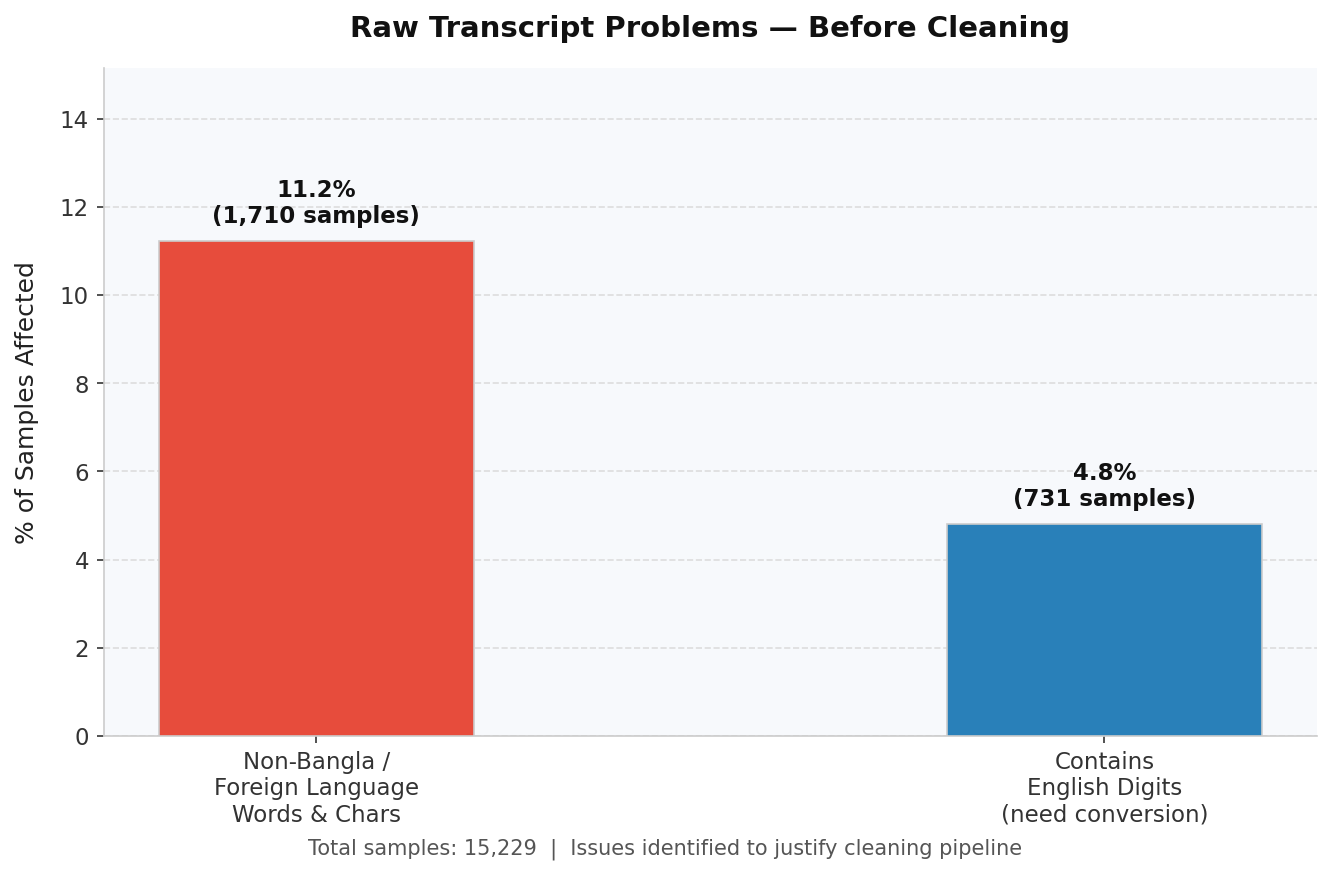 Raw Transcript Problems — Before Cleaning
% of Samples Affected
14
12
10
8
6
4
2
0
11.2%
(1,710 samples)
4.8%
(731 samples)
Non-Bangla /
Foreign Language
Words & Chars
Contains
English Digits
(need conversion)
Total samples: 15,229 | Issues identified to justify cleaning pipeline